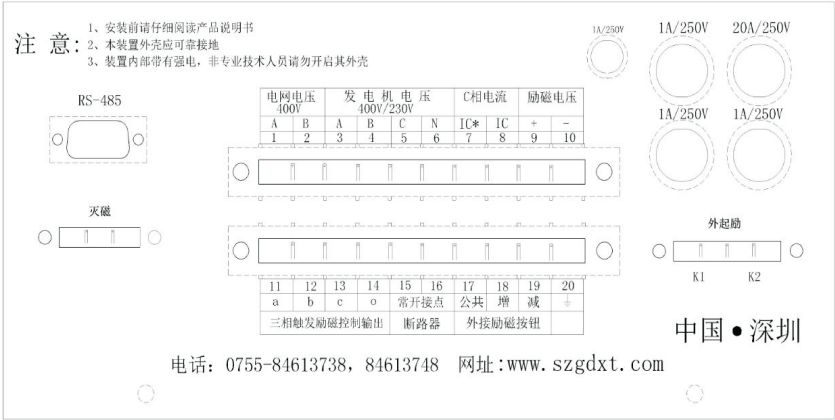 注 意:
1、安装前请仔细阅读产品说明书
2、本装置外壳应可靠接地
3、装置内部带有强电，非专业技术人员请勿开启其外壳
1A/250V 1A/250V 20A/250V
RS-485
电网电压 发电机电压 C相电流 励磁电压
400V 400V/230V
A B A B C N IC* IC + −
1 2 3 4 5 6 7 8 9 10
1A/250V 1A/250V
灭磁
外起励
K1 K2
11 12 13 14 15 16 17 18 19 20
a b c o 常开接点 公共 增 减 ⏚
三相触发励磁控制输出 断路器 外接励磁按钮
中国●深圳
电话: 0755-84613738, 84613748 网址:www.szgdxt.com